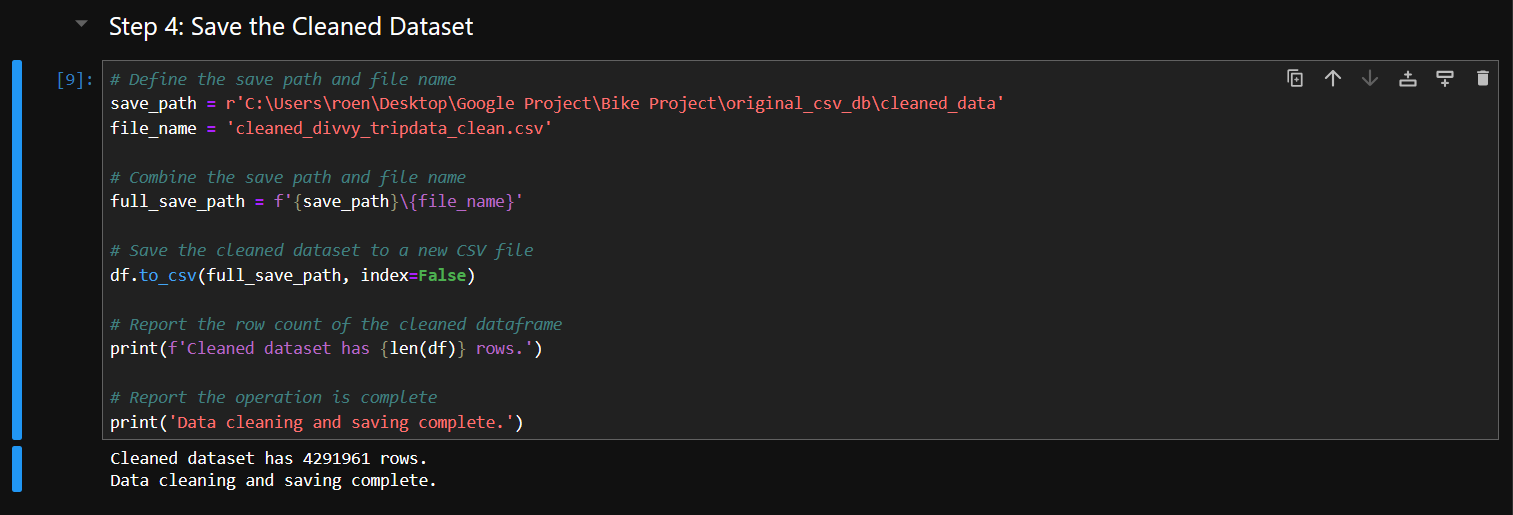 Step 4: Save the Cleaned Dataset
[9]:
# Define the save path and file name
save_path = r'C:\Users\roen\Desktop\Google Project\Bike Project\original_csv_db\cleaned_data'
file_name = 'cleaned_divvy_tripdata_clean.csv'
# Combine the save path and file name
full_save_path = f'{save_path}\{file_name}'
# Save the cleaned dataset to a new CSV file
df.to_csv(full_save_path, index=False)
# Report the row count of the cleaned dataframe
print(f'Cleaned dataset has {len(df)} rows.')
# Report the operation is complete
print('Data cleaning and saving complete.')
Cleaned dataset has 4291961 rows.
Data cleaning and saving complete.